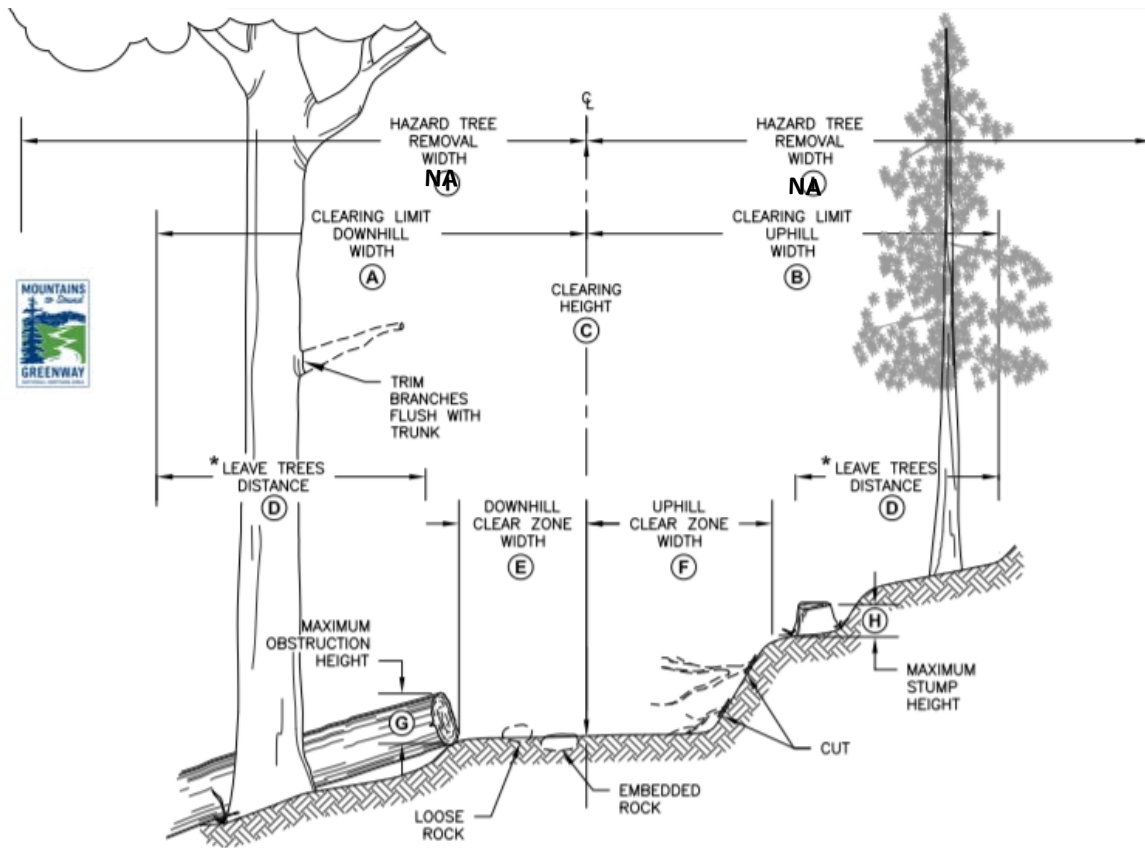 ℄
HAZARD TREE
REMOVAL
WIDTH
NA
HAZARD TREE
REMOVAL
WIDTH
NA
CLEARING LIMIT
DOWNHILL
WIDTH
A
CLEARING LIMIT
UPHILL
WIDTH
B
MOUNTAINS
to Sound
GREENWAY
CLEARING
HEIGHT
C
TRIM
BRANCHES
FLUSH WITH
TRUNK
* LEAVE TREES
DISTANCE
D
* LEAVE TREES
DISTANCE
D
DOWNHILL
CLEAR ZONE
WIDTH
E
UPHILL
CLEAR ZONE
WIDTH
F
MAXIMUM
OBSTRUCTION
HEIGHT
G
H
MAXIMUM
STUMP
HEIGHT
CUT
EMBEDDED
ROCK
LOOSE
ROCK